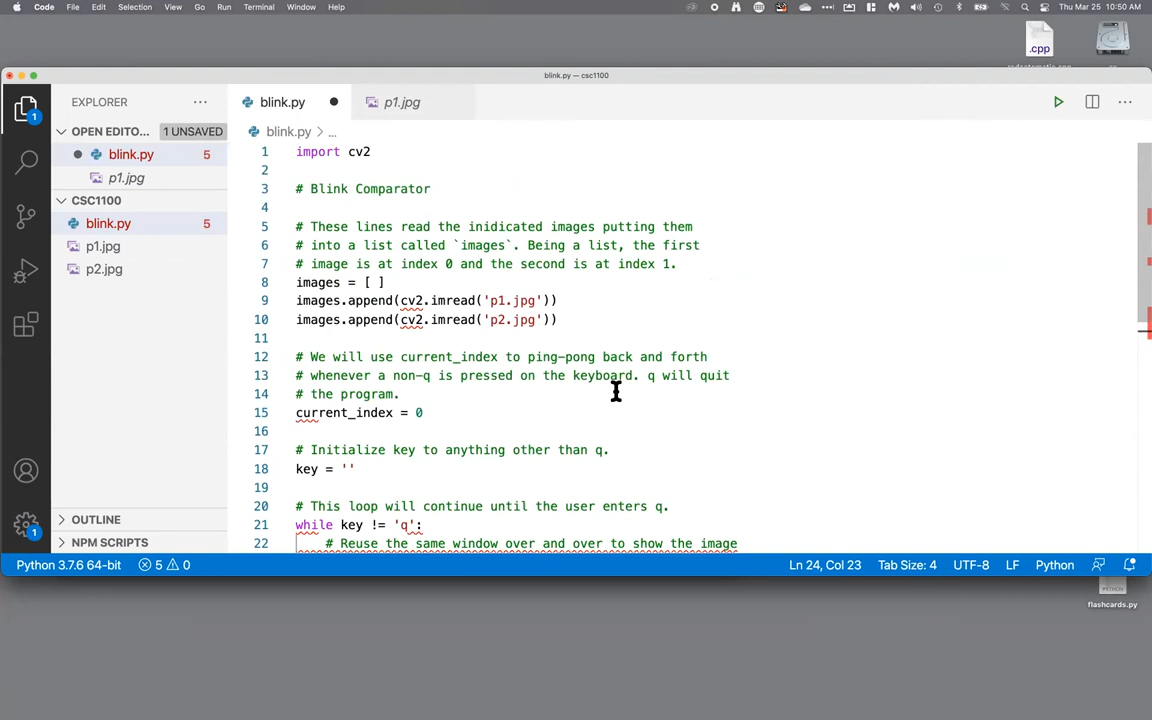 Code File Edit Selection View Go Run Terminal Window Help Thu Mar 25 10:50 AM
.cpp
blink.py — csc1100
EXPLORER ··· blink.py p1.jpg
OPEN EDITO... 1 UNSAVED
blink.py > ...
blink.py 5
p1.jpg
CSC1100
blink.py 5
p1.jpg
p2.jpg
OUTLINE
NPM SCRIPTS
1
1
1 import cv2
2
3 # Blink Comparator
4
5 # These lines read the inidicated images putting them
6 # into a list called `images`. Being a list, the first
7 # image is at index 0 and the second is at index 1.
8 images = [ ]
9 images.append(cv2.imread('p1.jpg'))
10 images.append(cv2.imread('p2.jpg'))
11
12 # We will use current_index to ping-pong back and forth
13 # whenever a non-q is pressed on the keyboard. q will quit
14 # the program.
15 current_index = 0
16
17 # Initialize key to anything other than q.
18 key = ''
19
20 # This loop will continue until the user enters q.
21 while key != 'q':
22 # Reuse the same window over and over to show the image
Python 3.7.6 64-bit 5 0 Ln 24, Col 23 Tab Size: 4 UTF-8 LF Python
PYTHON
flashcards.py